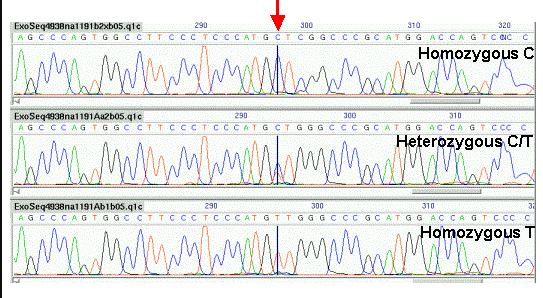 ExoSeq4938na1191b2xb05.q1c 290 300 310 320
A G C C C A G T G G C C T T C C C T C C C A T G C T C G G C C C G C A T G G A C C A G T C C N C C
Homozygous C
ExoSeq4938na1191Aa2b05.q1c 290 300 310
A G C C C A G T G G C C T T C C C T C C C A T G C T G G G C C C G C A T G G A C C A G T C C C C
Heterozygous C/T
ExoSeq4938na1191Ab1b05.q1c 290 300 310
A G C C C A G T G G C C T T C C C T C C C A T G T T G G G C C C G C A T G G A C C A G T C C C C
Homozygous T